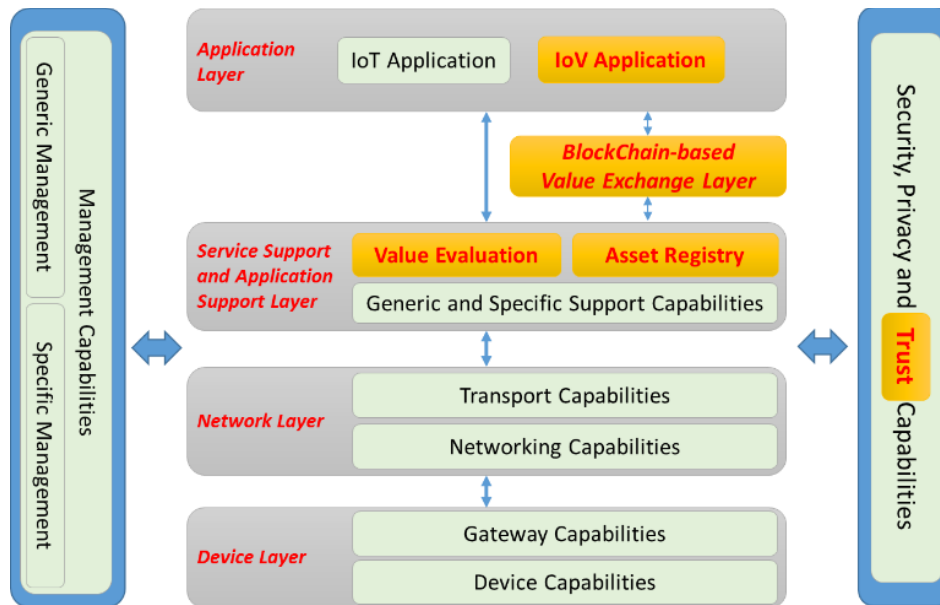 Generic Management
Specific Management
Management Capabilities
Application
Layer
IoT Application
IoV Application
BlockChain-based
Value Exchange Layer
Service Support
and Application
Support Layer
Value Evaluation
Asset Registry
Generic and Specific Support Capabilities
Network Layer
Transport Capabilities
Networking Capabilities
Device Layer
Gateway Capabilities
Device Capabilities
Security, Privacy and Trust Capabilities